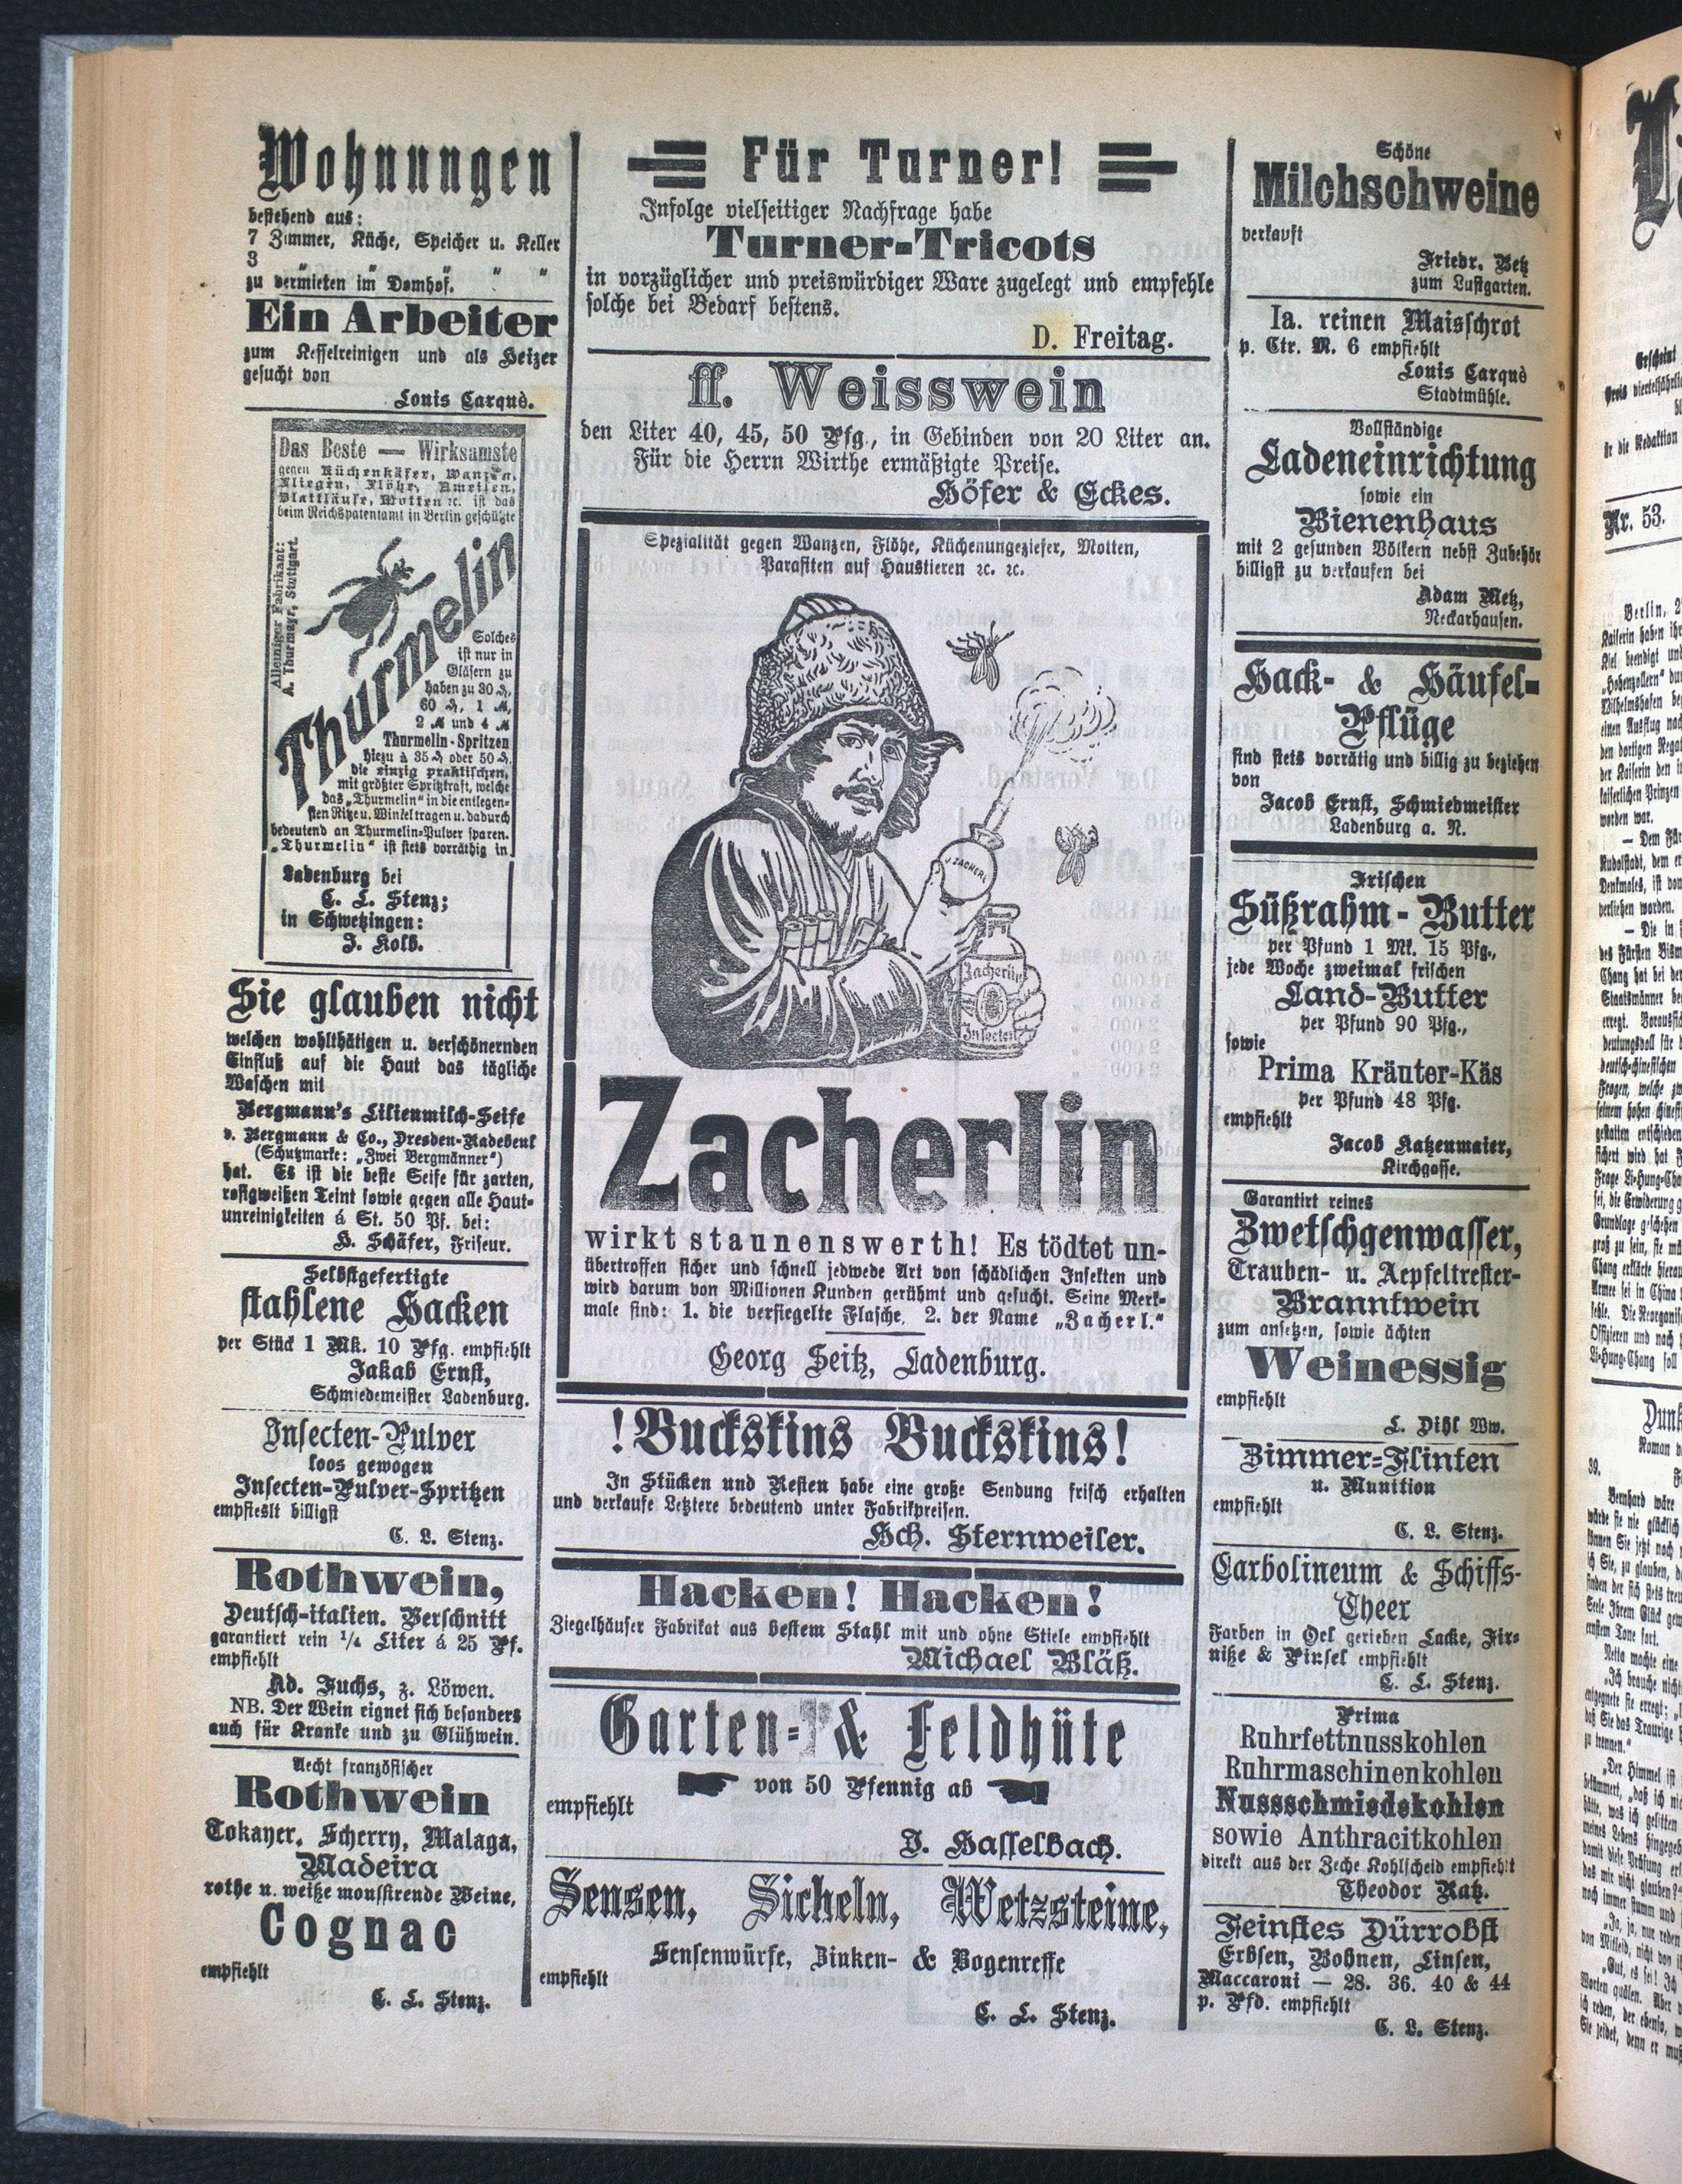 Wohnungen
bestehend aus:
7 Zimmer, Küche, Speicher u. Keller
3 " " " "
zu vermieten im Domhof.
Ein Arbeiter
zum Kesselreinigen und als Heizer
gesucht von
Louis Carquè.
Das Beste — Wirksamste
gegen Küchenkäfer, Wanzen,
Fliegen, Flöhe, Ameisen,
Blattläuse, Motten ꝛc. ist das
beim Reichspatentamt in Berlin geschützte
Alleiniger Fabrikant:
A. Thurmayr, Stuttgart.
Thurmelin
Solches
ist nur in
Gläsern zu
haben zu 30 ₰,
60 ₰, 1 ℳ,
2 ℳ und 4 ℳ
Thurmelin-Spritzen
hiezu à 35 ₰ oder 50 ₰,
die einzig praktischen,
mit größter Spritzkraft, welche
das „Thurmelin" in die entlegen-
sten Ritze u. Winkel tragen u. dadurch
bedeutend an Thurmelin-Pulver sparen.
„Thurmelin" ist stets vorräthig in
Ladenburg bei
C. L. Stenz;
in Schwetzingen:
J. Kolb.
Sie glauben nicht
welchen wohlthätigen u. verschönernden
Einfluß auf die Haut das tägliche
Waschen mit
Bergmann's Lilienmilch-Seife
v. Bergmann & Co., Dresden-Radebeul
(Schutzmarke: „Zwei Bergmänner")
hat. Es ist die beste Seife für zarten,
rosigweißen Teint sowie gegen alle Haut-
unreinigkeiten á St. 50 Pf. bei:
H. Schäfer, Friseur.
Selbstgefertigte
stahlene Hacken
per Stück 1 Mk. 10 Pfg. empfiehlt
Jakab Ernst,
Schmiedemeister Ladenburg.
Insecten-Pulver
loos gewogen
Insecten-Pulver-Spritzen
empfieslt billigst
C. L. Stenz.
Rothwein,
Deutsch-italien. Verschnitt
garantiert rein ¼ Liter á 25 Pf.
empfiehlt
Ad. Fuchs, z. Löwen.
NB. Der Wein eignet sich besonders
auch für Kranke und zu Glühwein.
Aecht französischer
Rothwein
Tokayer, Scherry, Malaga,
Madeira
rothe u. weiße monssirende Weine,
Cognac
empfiehlt
C. L. Stenz.
Für Turner!
Infolge vielseitiger Nachfrage habe
Turner-Tricots
in vorzüglicher und preiswürdiger Ware zugelegt und empfehle
solche bei Bedarf bestens.
D. Freitag.
ff. Weisswein
den Liter 40, 45, 50 Pfg., in Gebinden von 20 Liter an.
Für die Herrn Wirthe ermäßigte Preise.
Höfer & Eckes.
Spezialität gegen Wanzen, Flöhe, Küchenungeziefer, Motten,
Parasiten auf Haustieren ꝛc. ꝛc.
J. ZACHERL
Zacherlin
Insecten
Zacherlin
wirkt staunenswerth! Es tödtet un-
übertroffen sicher und schnell jedwede Art von schädlichen Insekten und
wird darum von Millionen Kunden gerühmt und gesucht. Seine Merk-
male sind: 1. die versiegelte Flasche, 2. der Name „Zacherl."
Georg Seitz, Ladenburg.
!Buckskins Buckskins!
In Stücken und Resten habe eine große Sendung frisch erhalten
und verkaufe Letztere bedeutend unter Fabrikpreisen.
Hch. Sternweiler.
Hacken! Hacken!
Ziegelhäuser Fabrikat aus bestem Stahl mit und ohne Stiele empfiehlt
Michael Bläß.
Garten- & Feldhüte
von 50 Pfennig ab
empfiehlt
J. Hasselbach.
Sensen, Sicheln, Wetzsteine,
Sensenwürfe, Zinken- & Bogenreffe
empfiehlt
C. L. Stenz.
Schöne
Milchschweine
verkauft
Friedr. Betz
zum Lustgarten.
Ia. reinen Maisschrot
p. Ctr. M. 6 empfiehlt
Louis Carquè
Stadtmühle.
Vollständige
Ladeneinrichtung
sowie ein
Bienenhaus
mit 2 gesunden Völkern nebst Zubehör
billigst zu verkaufen bei
Adam Metz,
Neckarhausen.
Hack- & Häufel-
Pflüge
sind stets vorrätig und billig zu beziehen
von
Jacob Ernst, Schmiedmeister
Ladenburg a. N.
Frischen
Süßrahm-Butter
per Pfund 1 Mk. 15 Pfg.,
jede Woche zweimal frischen
Land-Butter
per Pfund 90 Pfg.,
sowie
Prima Kräuter-Käs
per Pfund 48 Pfg.
empfiehlt
Jacob Katzenmaier,
Kirchgasse.
Garantirt reines
Zwetschgenwasser,
Trauben- u. Aepfeltrester-
Branntwein
zum ansetzen, sowie ächten
Weinessig
empfiehlt
L. Dihl Ww.
Zimmer-Flinten
u. Munition
empfiehlt
C. L. Stenz.
Carbolineum & Schiffs-
Theer
Farben in Oel gerieben Lacke, Fir-
niße & Pinsel empfiehlt
C. L. Stenz.
Prima
Ruhrfettnusskohlen
Ruhrmaschinenkohlen
Nussschmiedekohlen
sowie Anthracitkohlen
direkt aus der Zeche Kohlscheid empfiehlt
Theodor Katz.
Feinstes Dürrobst
Erbsen, Bohnen, Linsen,
Maccaroni — 28. 36. 40 & 44
p. Pfd. empfiehlt
C. L. Stenz.
Nr. 53.
Berlin, 2